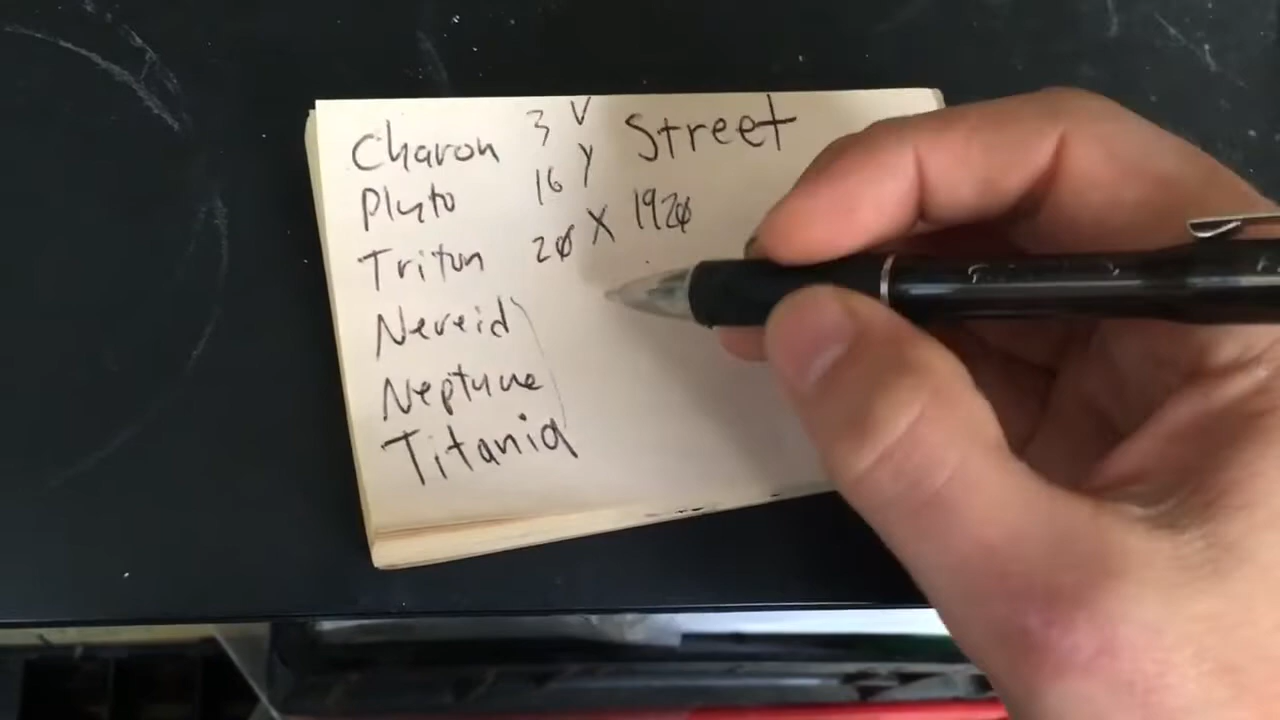 Charon 3 V Street
Pluto 16 y
Triton 20 X 1920
Nereid
Neptune
Titania